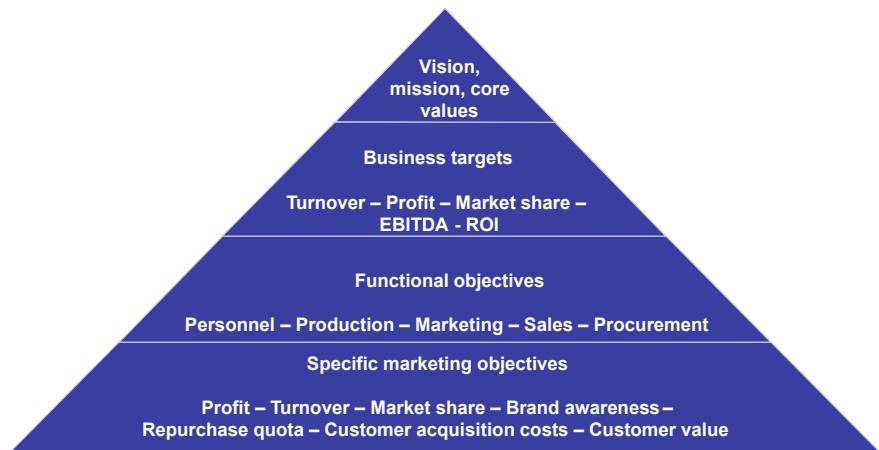 Vision,
mission, core
values
Business targets
Turnover – Profit – Market share –
EBITDA - ROI
Functional objectives
Personnel – Production – Marketing – Sales – Procurement
Specific marketing objectives
Profit – Turnover – Market share – Brand awareness –
Repurchase quota – Customer acquisition costs – Customer value